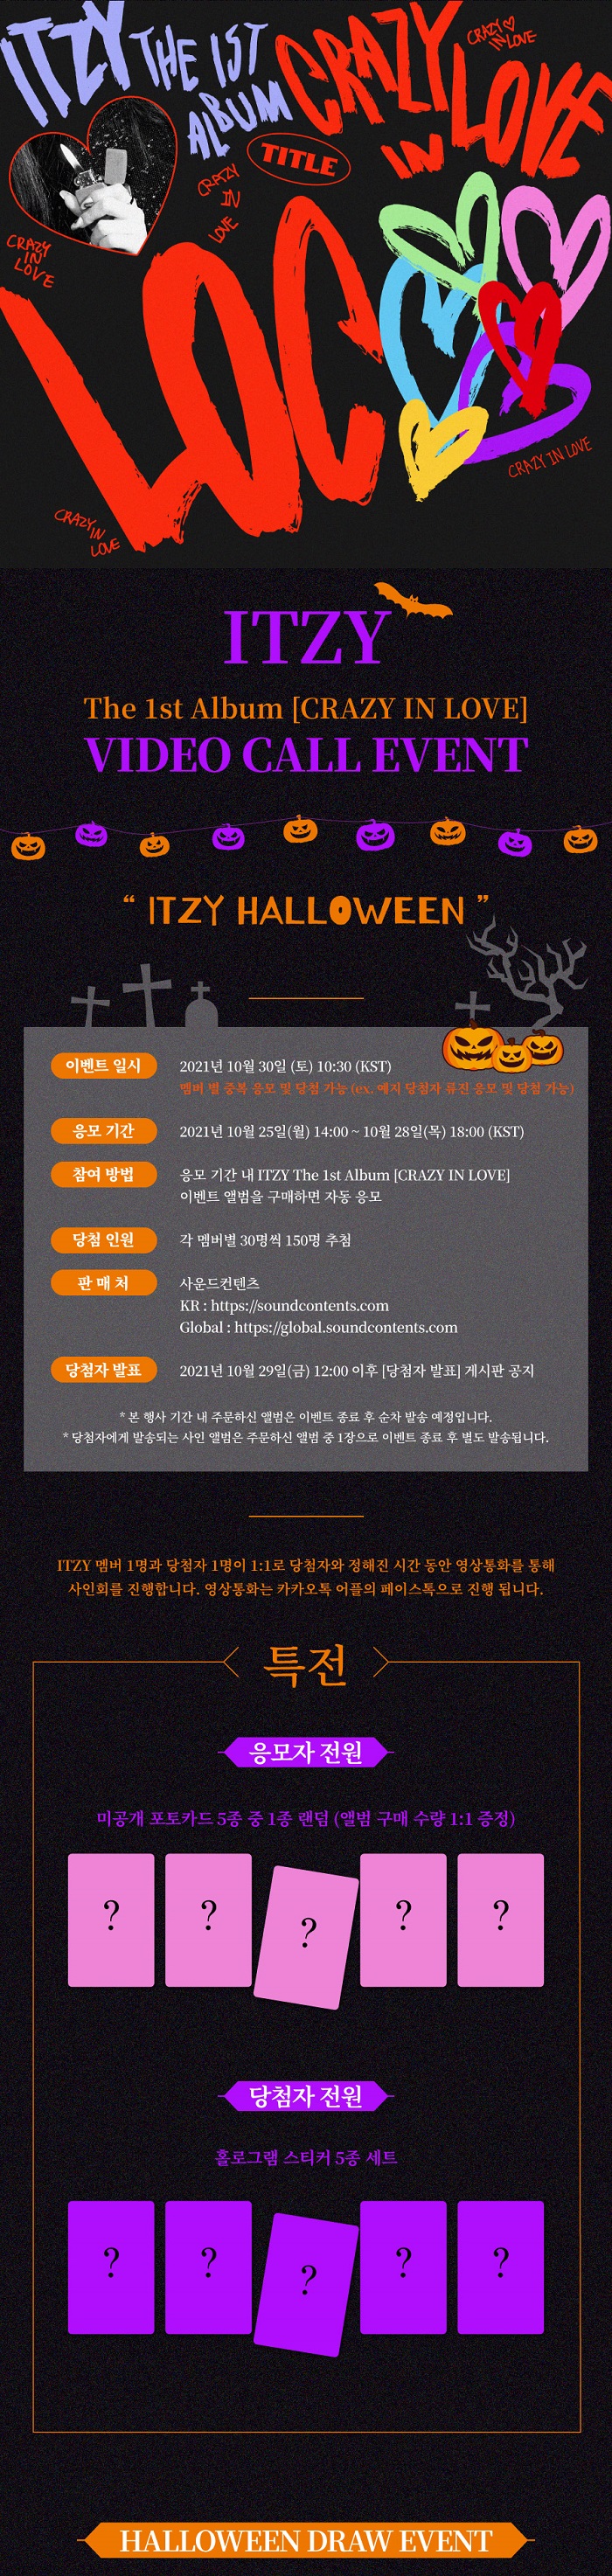 ITZY THE 1ST
ALBUM
CRAZY
IN
LOVE
CRAZY
IN LOVE
TITLE
CRAZY
IN
LOVE
CRAZY
IN
LOVE
LOCO
CRAZY IN LOVE
CRAZY IN
LOVE
ITZY
The 1st Album [CRAZY IN LOVE]
VIDEO CALL EVENT
“ ITZY HALLOWEEN ”
이벤트 일시
2021년 10월 30일 (토) 10:30 (KST)
멤버 별 중복 응모 및 당첨 가능 (ex. 예지 당첨자 류진 응모 및 당첨 가능)
응모 기간
2021년 10월 25일(월) 14:00 ~ 10월 28일(목) 18:00 (KST)
참여 방법
응모 기간 내 ITZY The 1st Album [CRAZY IN LOVE]
이벤트 앨범을 구매하면 자동 응모
당첨 인원
각 멤버별 30명씩 150명 추첨
판 매 처
사운드컨텐츠
KR : https://soundcontents.com
Global : https://global.soundcontents.com
당첨자 발표
2021년 10월 29일(금) 12:00 이후 [당첨자 발표] 게시판 공지
* 본 행사 기간 내 주문하신 앨범은 이벤트 종료 후 순차 발송 예정입니다.
* 당첨자에게 발송되는 사인 앨범은 주문하신 앨범 중 1장으로 이벤트 종료 후 별도 발송됩니다.
ITZY 멤버 1명과 당첨자 1명이 1:1로 당첨자와 정해진 시간 동안 영상통화를 통해
사인회를 진행합니다. 영상통화는 카카오톡 어플의 페이스톡으로 진행 됩니다.
특전
응모자 전원
미공개 포토카드 5종 중 1종 랜덤 (앨범 구매 수량 1:1 증정)
? ? ? ? ?
당첨자 전원
홀로그램 스티커 5종 세트
? ? ? ? ?
HALLOWEEN DRAW EVENT